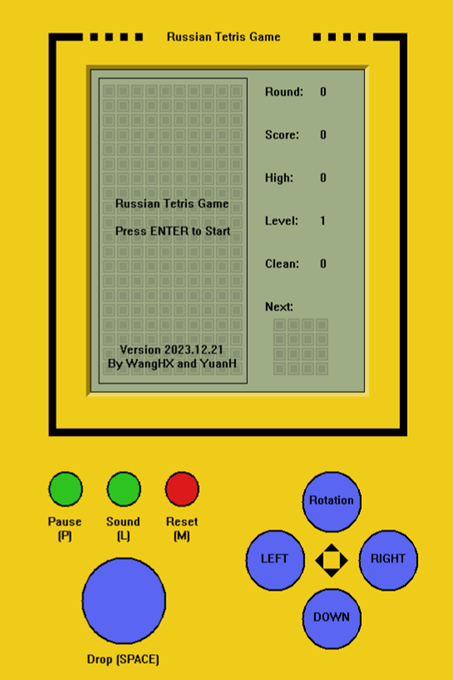 Russian Tetris Game
Round: 0
Score: 0
High: 0
Russian Tetris Game
Level: 1
Press ENTER to Start
Clean: 0
Next:
Version 2023.12.21
By WangHX and YuanH
Pause
(P)
Sound
(L)
Reset
(M)
Rotation
LEFT
RIGHT
DOWN
Drop (SPACE)